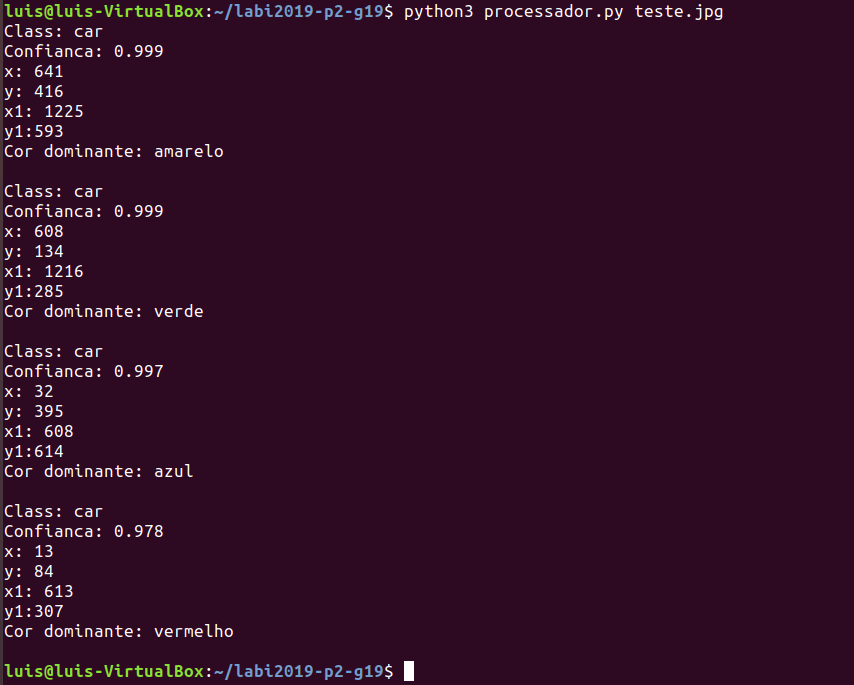 luis@luis-VirtualBox:~/labi2019-p2-g19$ python3 processador.py teste.jpg
Class: car
Confianca: 0.999
x: 641
y: 416
x1: 1225
y1:593
Cor dominante: amarelo

Class: car
Confianca: 0.999
x: 608
y: 134
x1: 1216
y1:285
Cor dominante: verde

Class: car
Confianca: 0.997
x: 32
y: 395
x1: 608
y1:614
Cor dominante: azul

Class: car
Confianca: 0.978
x: 13
y: 84
x1: 613
y1:307
Cor dominante: vermelho

luis@luis-VirtualBox:~/labi2019-p2-g19$